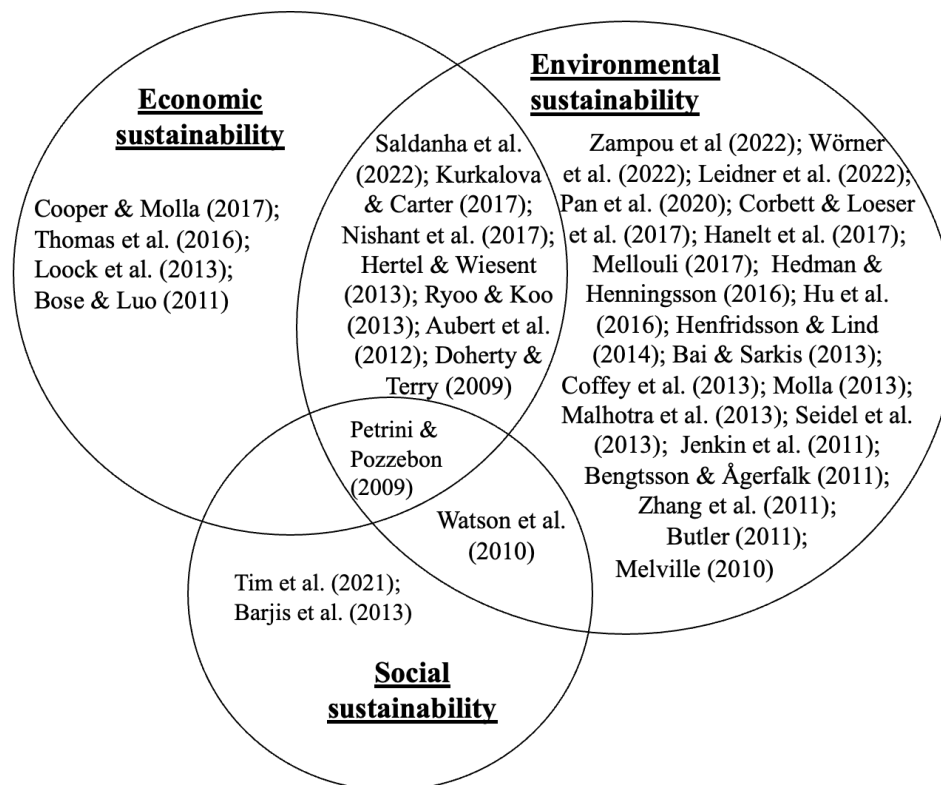 Economic
sustainability
Cooper & Molla (2017);
Thomas et al. (2016);
Loock et al. (2013);
Bose & Luo (2011)
Saldanha et al.
(2022); Kurkalova
& Carter (2017);
Nishant et al. (2017);
Hertel & Wiesent
(2013); Ryoo & Koo
(2013); Aubert et al.
(2012); Doherty &
Terry (2009)
Environmental
sustainability
Zampou et al (2022); Wörner
et al. (2022); Leidner et al. (2022);
Pan et al. (2020); Corbett & Loeser
et al. (2017); Hanelt et al. (2017);
Mellouli (2017); Hedman &
Henningsson (2016); Hu et al.
(2016); Henfridsson & Lind
(2014); Bai & Sarkis (2013);
Coffey et al. (2013); Molla (2013);
Malhotra et al. (2013); Seidel et al.
(2013); Jenkin et al. (2011);
Bengtsson & Ågerfalk (2011);
Zhang et al. (2011);
Butler (2011);
Melville (2010)
Petrini &
Pozzebon
(2009)
Watson et al.
(2010)
Tim et al. (2021);
Barjis et al. (2013)
Social
sustainability